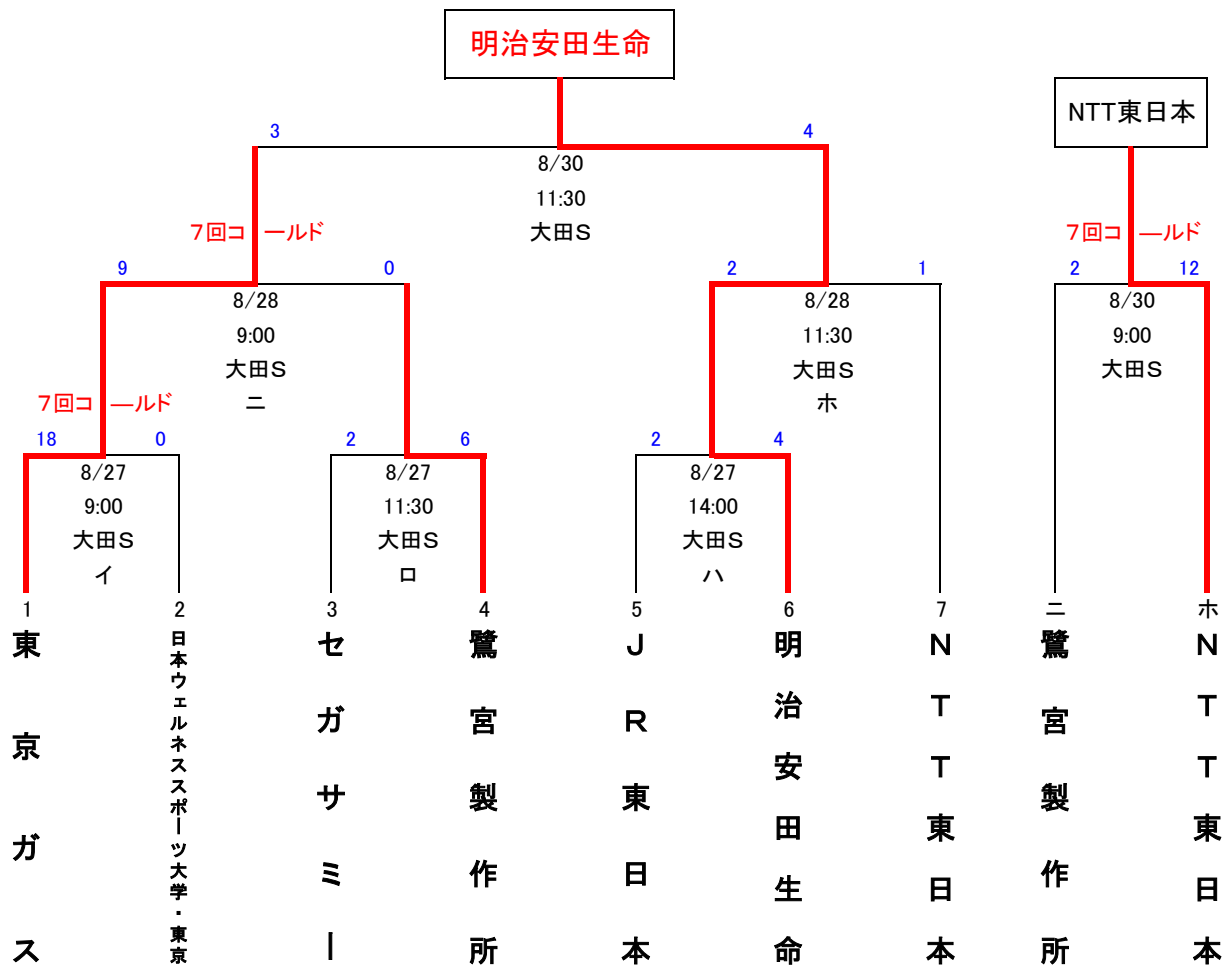 明治安田生命
NTT東日本
3
4
8/30
11:30
大田S
7回コールド
7回コールド
9
0
2
1
2
12
8/28
9:00
大田S
ニ
8/28
11:30
大田S
ホ
8/30
9:00
大田S
7回コ―ルド
18
0
2
6
2
4
8/27
9:00
大田S
イ
8/27
11:30
大田S
ロ
8/27
14:00
大田S
ハ
1
2
3
4
5
6
7
ニ
ホ
東京ガス
日本ウェルネススポーツ大学・東京
セガサミー
鷺宮製作所
JR東日本
明治安田生命
NTT東日本
鷺宮製作所
NTT東日本